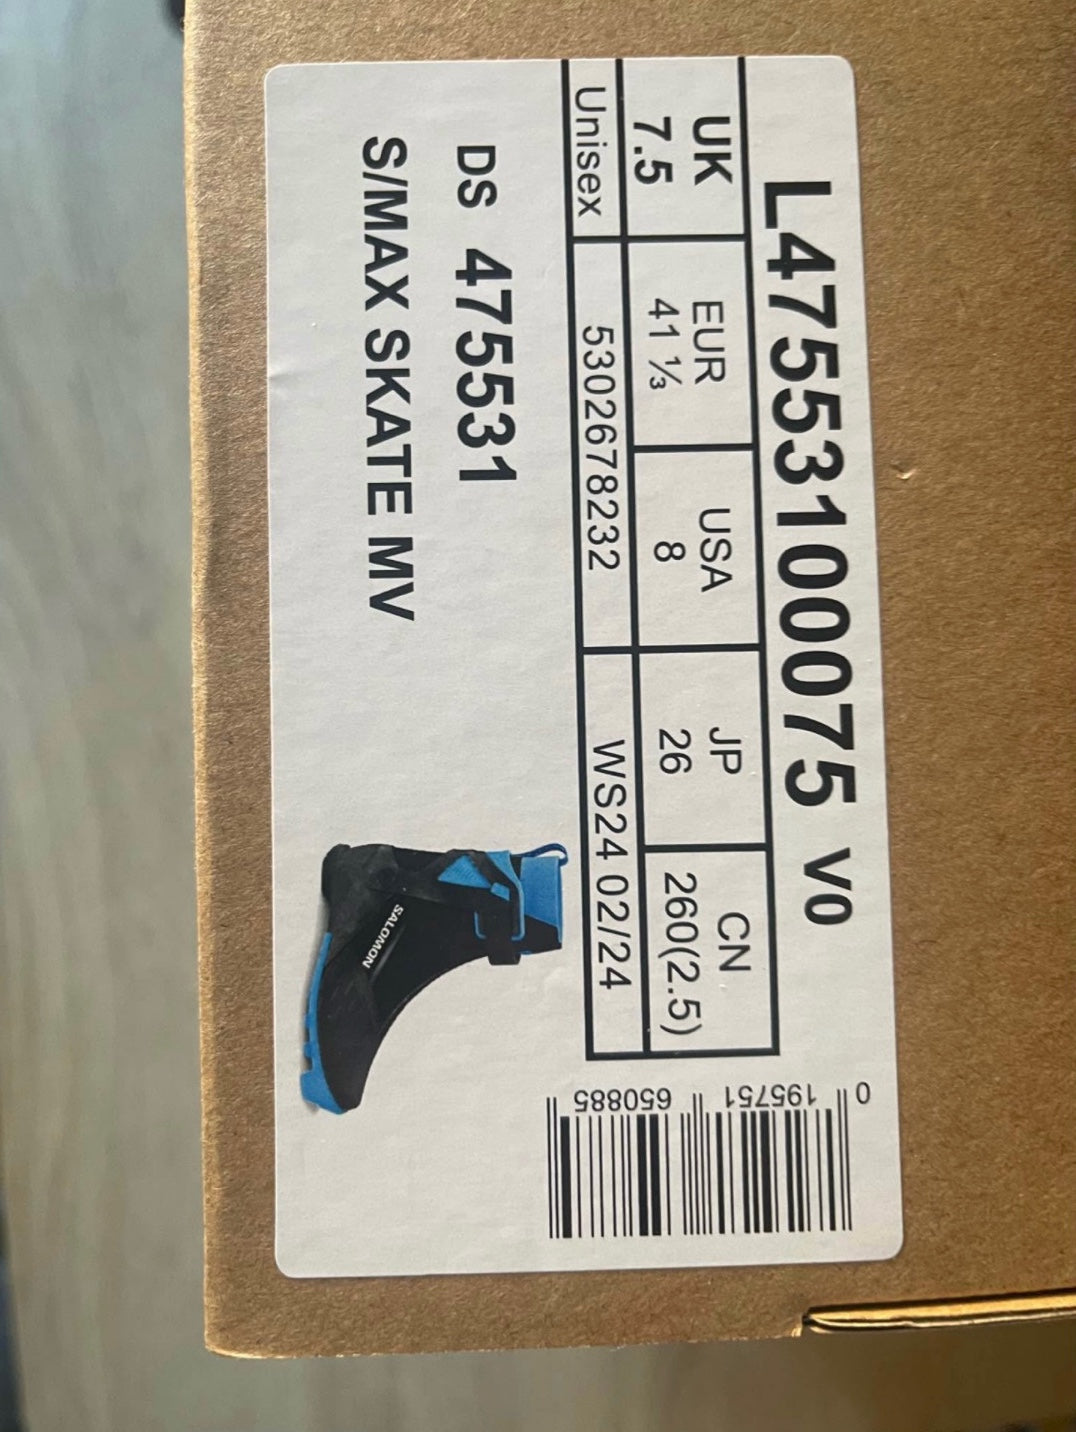 L47553100075 V0
UK EUR USA JP CN
7.5 41 ⅓ 8 26 260(2.5)
Unisex 5302678232 WS24 02/24
DS 475531
S/MAX SKATE MV
SALOMON
0 195751 650885